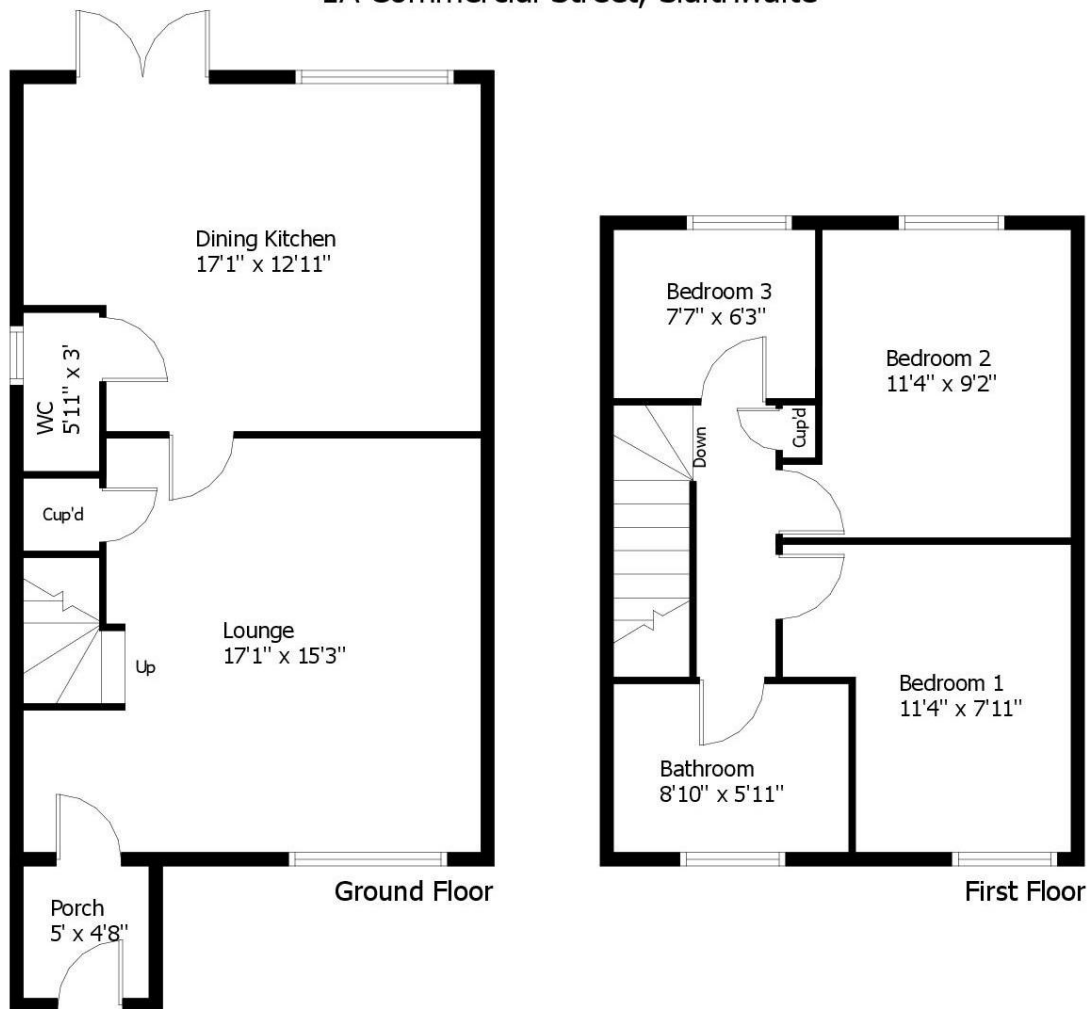 Dining Kitchen
17'1" x 12'11"
WC
5'11" x 3'
Cup'd
Lounge
17'1" x 15'3"
Up
Porch
5' x 4'8"
Ground Floor
Bedroom 3
7'7" x 6'3"
Bedroom 2
11'4" x 9'2"
Down
Cup'd
Bedroom 1
11'4" x 7'11"
Bathroom
8'10" x 5'11"
First Floor